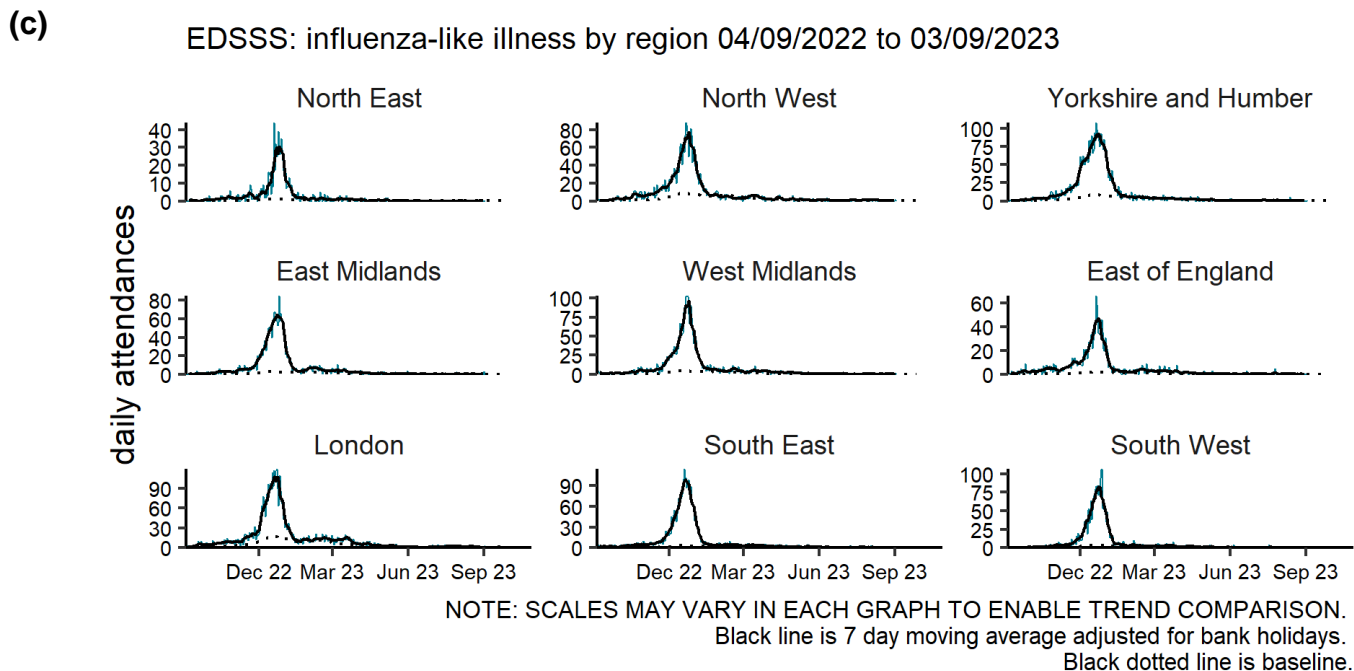 (c)
EDSSS: influenza-like illness by region 04/09/2022 to 03/09/2023
daily attendances
North East
40
30
20
10
0
North West
80
60
40
20
0
Yorkshire and Humber
100
75
50
25
0
East Midlands
80
60
40
20
0
West Midlands
100
75
50
25
0
East of England
60
40
20
0
London
90
60
30
0
Dec 22 Mar 23 Jun 23 Sep 23
South East
90
60
30
0
Dec 22 Mar 23 Jun 23 Sep 23
South West
100
75
50
25
0
Dec 22 Mar 23 Jun 23 Sep 23
NOTE: SCALES MAY VARY IN EACH GRAPH TO ENABLE TREND COMPARISON.
Black line is 7 day moving average adjusted for bank holidays.
Black dotted line is baseline.